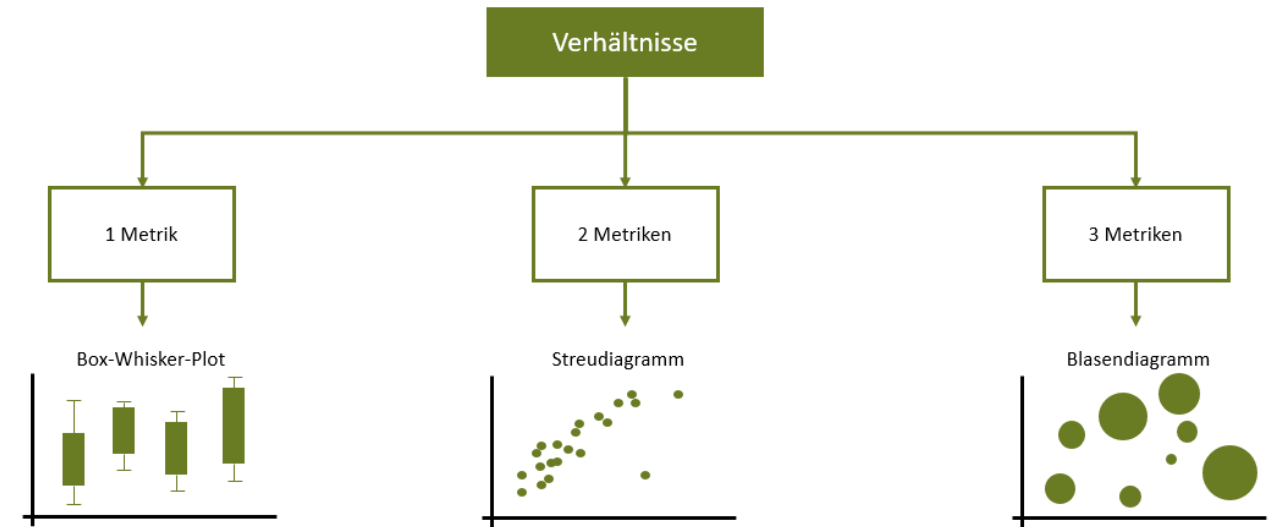 Verhältnisse
1 Metrik
2 Metriken
3 Metriken
Box-Whisker-Plot
Streudiagramm
Blasendiagramm